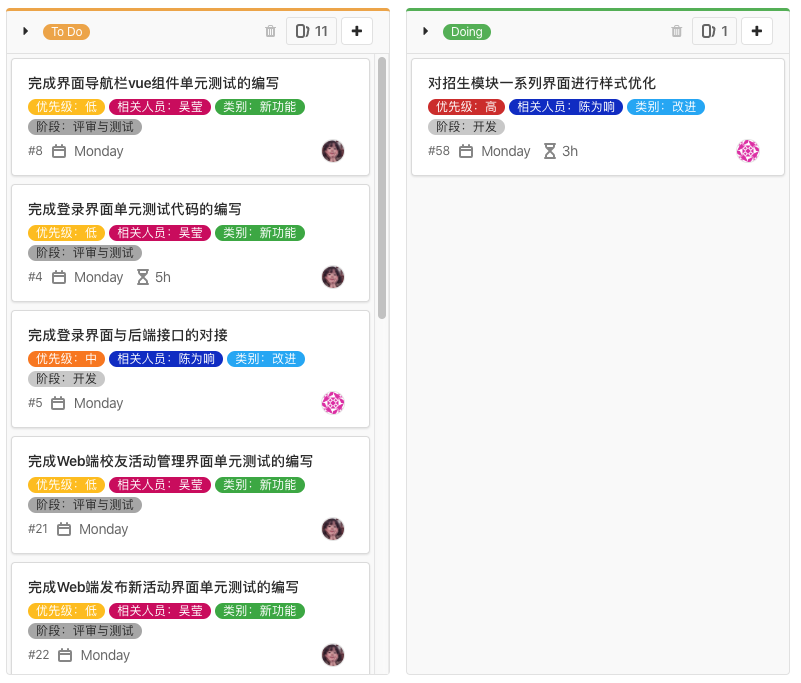 To Do 11
完成界面导航栏vue组件单元测试的编写
优先级：低 相关人员：吴莹 类别：新功能
阶段：评审与测试
#8 Monday
完成登录界面单元测试代码的编写
优先级：低 相关人员：吴莹 类别：新功能
阶段：评审与测试
#4 Monday 5h
完成登录界面与后端接口的对接
优先级：中 相关人员：陈为响 类别：改进
阶段：开发
#5 Monday
完成Web端校友活动管理界面单元测试的编写
优先级：低 相关人员：吴莹 类别：新功能
阶段：评审与测试
#21 Monday
完成Web端发布新活动界面单元测试的编写
优先级：低 相关人员：吴莹 类别：新功能
阶段：评审与测试
#22 Monday
Doing 1
对招生模块一系列界面进行样式优化
优先级：高 相关人员：陈为响 类别：改进
阶段：开发
#58 Monday 3h